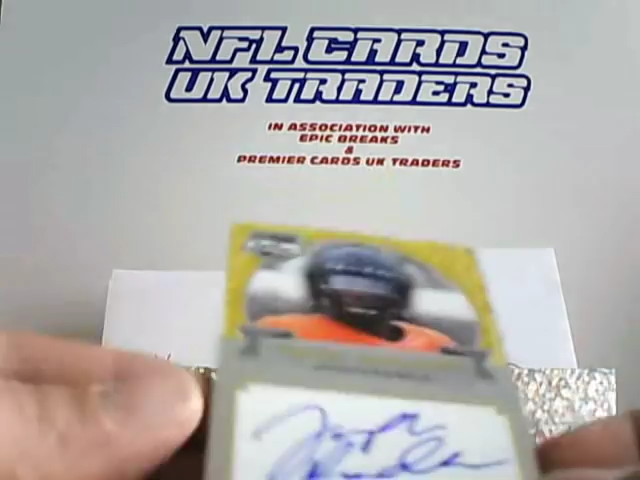 NFL CARDS
UK TRADERS
IN ASSOCIATION WITH
EPIC BREAKS
&
PREMIER CARDS UK TRADERS